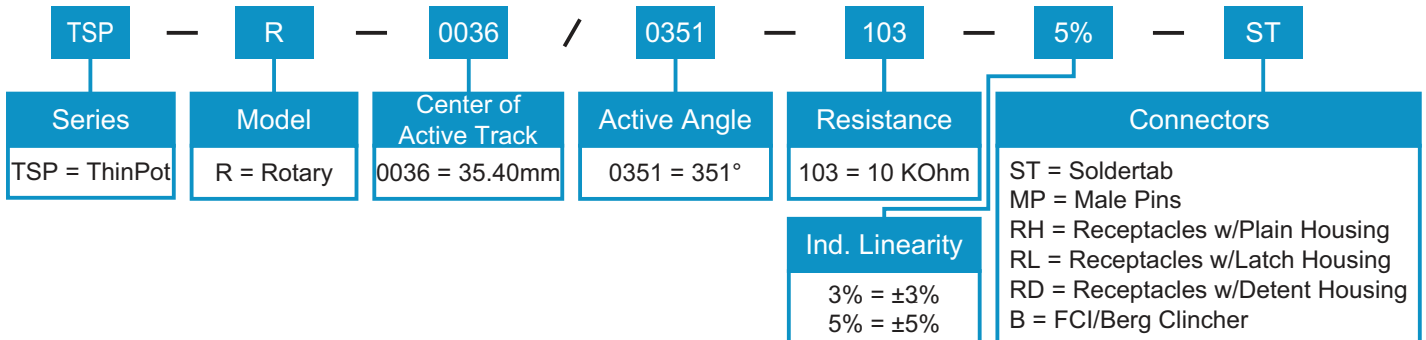 TSP — R — 0036 / 0351 — 103 — 5% — ST
Series
TSP = ThinPot
Model
R = Rotary
Center of
Active Track
0036 = 35.40mm
Active Angle
0351 = 351°
Resistance
103 = 10 KOhm
Ind. Linearity
3% = ±3%
5% = ±5%
Connectors
ST = Soldertab
MP = Male Pins
RH = Receptacles w/Plain Housing
RL = Receptacles w/Latch Housing
RD = Receptacles w/Detent Housing
B = FCI/Berg Clincher